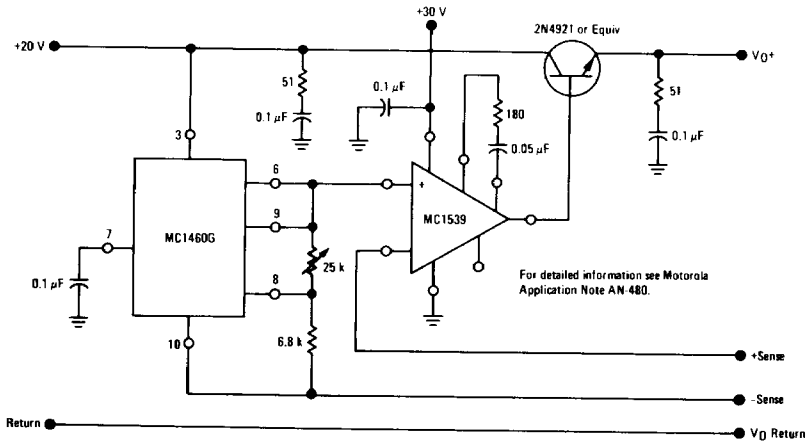 +30 V
2N4921 or Equiv
+20 V
VO+
51
0.1 µF
0.1 µF
180
0.05 µF
51
0.1 µF
3
6
+
MC1460G
9
MC1539
7
25 k
0.1 µF
8
For detailed information see Motorola
Application Note AN-480.
10
6.8 k
+Sense
-Sense
Return
VO Return